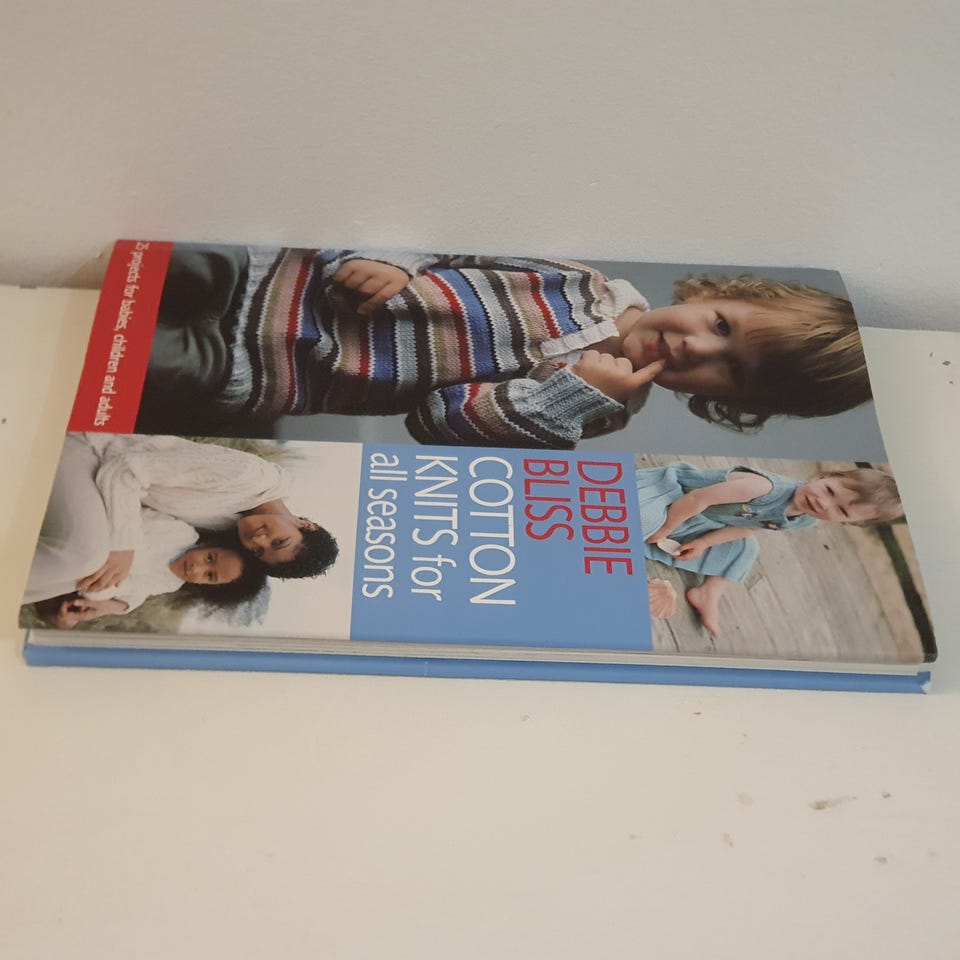 DEBBIE
BLISS
COTTON
KNITS for
all seasons
25 projects for babies, children and adults